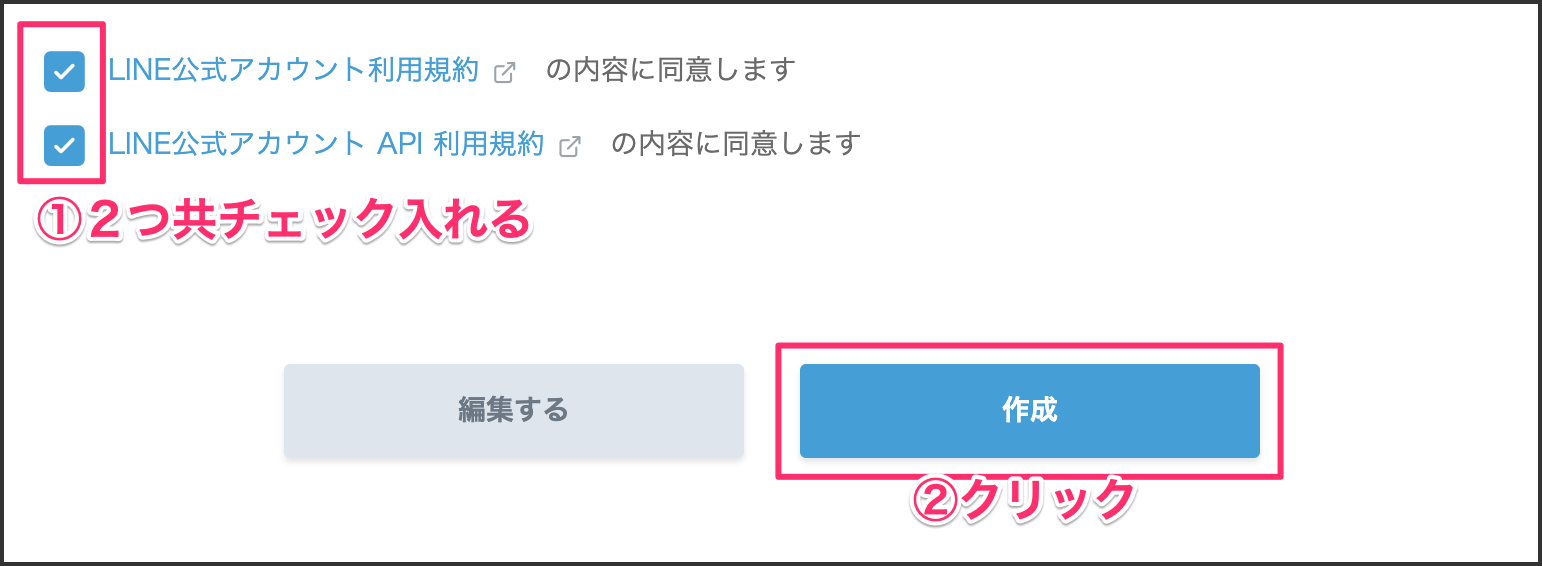 LINE公式アカウント利用規約 の内容に同意します
LINE公式アカウント API 利用規約 の内容に同意します
①２つ共チェック入れる
編集する
作成
②クリック